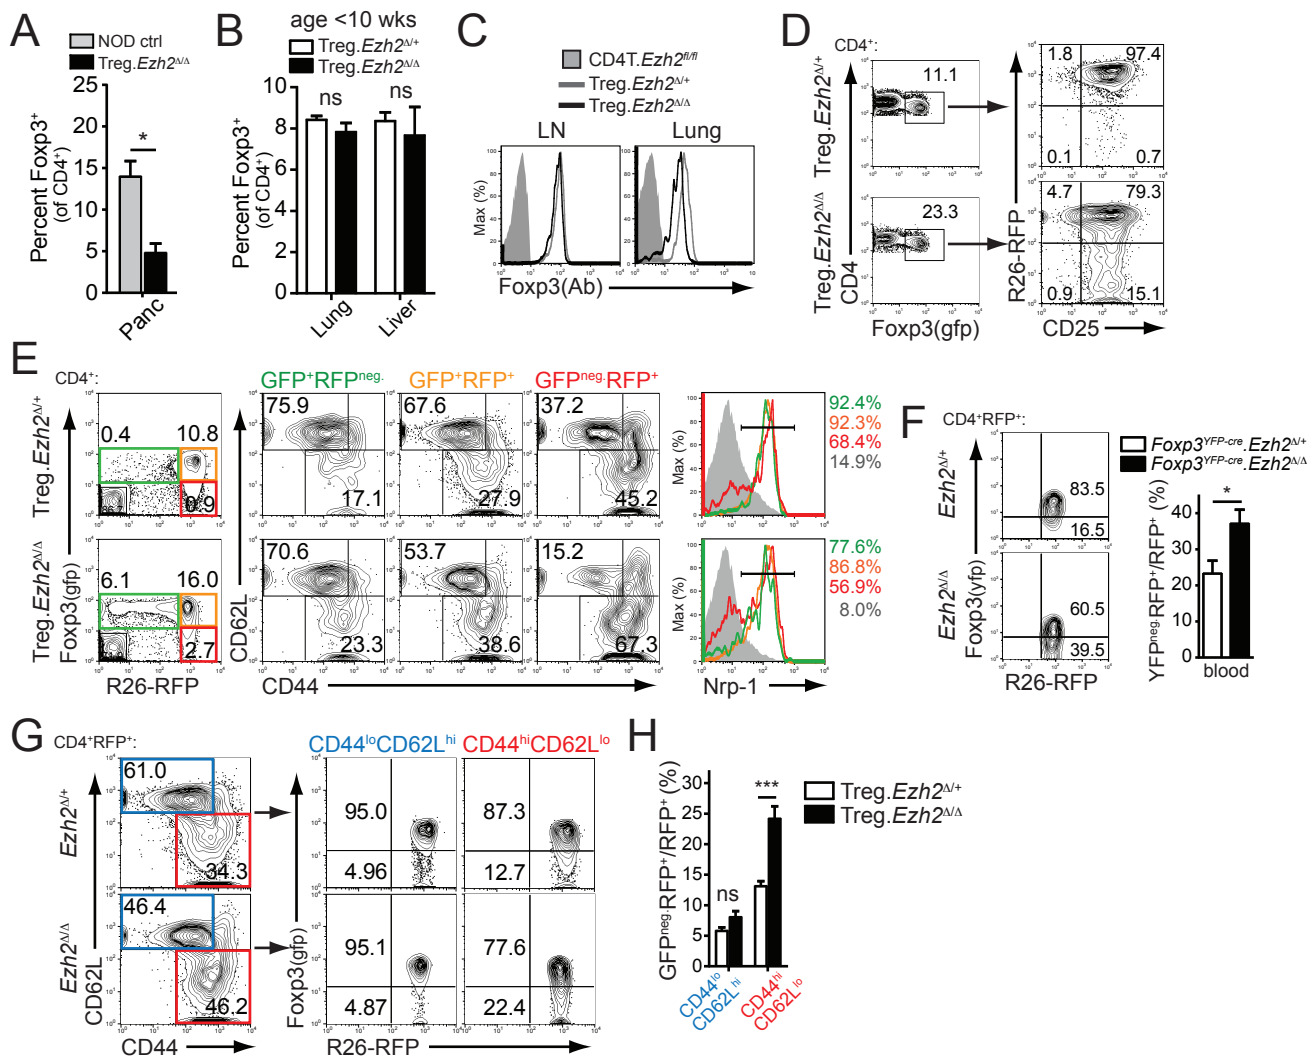 A
NOD ctrl
Treg.Ezh2Δ/Δ
Percent Foxp3+
(of CD4+)
25
20
15
10
5
0
*
Panc
B
age <10 wks
Treg.Ezh2Δ/+
Treg.Ezh2Δ/Δ
Percent Foxp3+
(of CD4+)
10
8
6
4
2
0
ns
ns
Lung
Liver
C
CD4T.Ezh2fl/fl
Treg.Ezh2Δ/+
Treg.Ezh2Δ/Δ
LN
Lung
Max (%)
Max (%)
Foxp3(Ab)
D
CD4+:
Treg.Ezh2Δ/+
11.1
1.8
97.4
0.1
0.7
Treg.Ezh2Δ/Δ
23.3
4.7
79.3
0.9
15.1
CD4
Foxp3(gfp)
R26-RFP
CD25
E
CD4+:
GFP+RFPneg.
GFP+RFP+
GFPneg.RFP+
Treg.Ezh2Δ/+
0.4
10.8
0.9
75.9
17.1
67.6
27.9
37.2
45.2
Max (%)
92.4%
92.3%
68.4%
14.9%
Treg.Ezh2Δ/Δ
6.1
16.0
2.7
70.6
23.3
53.7
38.6
15.2
67.3
Max (%)
77.6%
86.8%
56.9%
8.0%
Foxp3(gfp)
R26-RFP
CD62L
CD44
Nrp-1
F
CD4+RFP+:
Foxp3YFP-cre.Ezh2Δ/+
Foxp3YFP-cre.Ezh2Δ/Δ
Ezh2Δ/+
83.5
16.5
Ezh2Δ/Δ
60.5
39.5
Foxp3(yfp)
R26-RFP
YFPneg.RFP+/RFP+ (%)
40
30
20
10
0
*
blood
G
CD4+RFP+:
CD44loCD62Lhi
CD44hiCD62Llo
Ezh2Δ/+
61.0
34.3
95.0
4.96
87.3
12.7
Ezh2Δ/Δ
46.4
46.2
95.1
4.87
77.6
22.4
CD62L
CD44
Foxp3(gfp)
R26-RFP
H
GFPneg.RFP+/RFP+ (%)
30
25
20
15
10
5
0
ns
***
Treg.Ezh2Δ/+
Treg.Ezh2Δ/Δ
CD44lo
CD62Lhi
CD44hi
CD62Llo